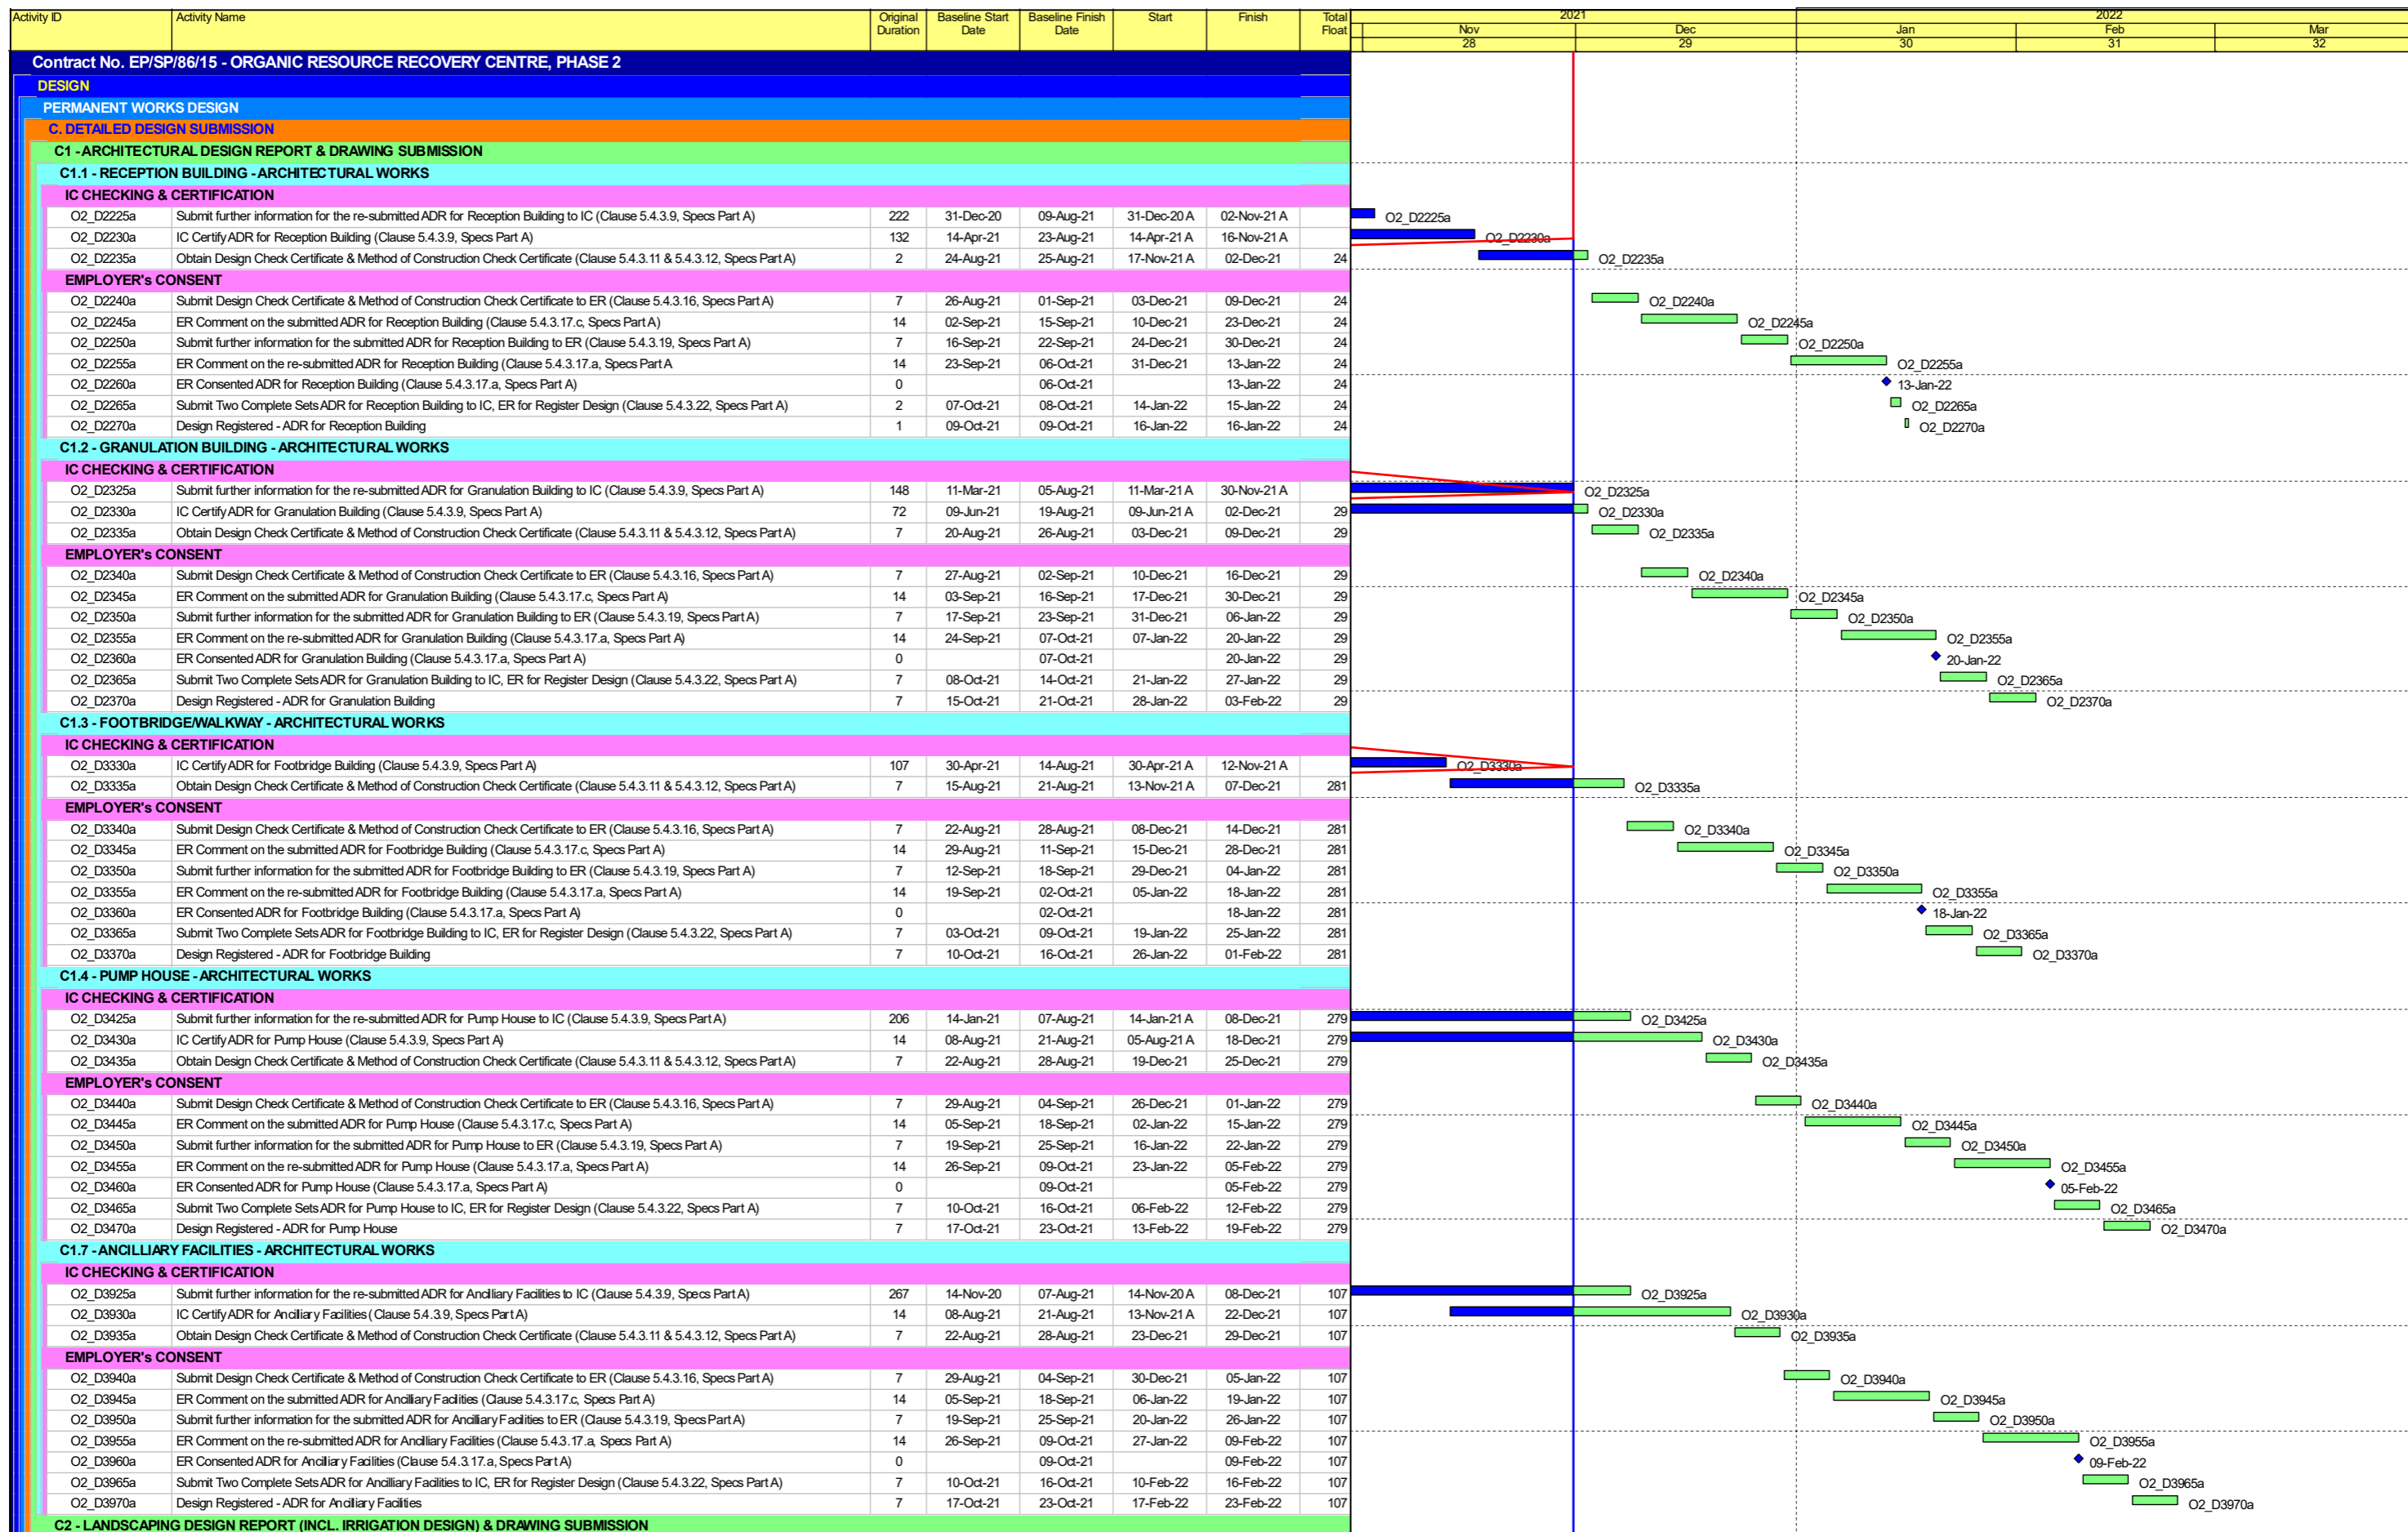 Activity ID Activity Name Original Duration Baseline Start Date Baseline Finish Date Start Finish Total Float 2021 2022
Nov Dec Jan Feb Mar
28 29 30 31 32
Contract No. EP/SP/86/15 - ORGANIC RESOURCE RECOVERY CENTRE, PHASE 2
DESIGN
PERMANENT WORKS DESIGN
C. DETAILED DESIGN SUBMISSION
C1 - ARCHITECTURAL DESIGN REPORT & DRAWING SUBMISSION
C1.1 - RECEPTION BUILDING - ARCHITECTURAL WORKS
IC CHECKING & CERTIFICATION
O2_D2225a Submit further information for the re-submitted ADR for Reception Building to IC (Clause 5.4.3.9, Specs Part A) 222 31-Dec-20 09-Aug-21 31-Dec-20 A 02-Nov-21 A O2_D2225a
O2_D2230a IC Certify ADR for Reception Building (Clause 5.4.3.9, Specs Part A) 132 14-Apr-21 23-Aug-21 14-Apr-21 A 16-Nov-21 A O2_D2230a
O2_D2235a Obtain Design Check Certificate & Method of Construction Check Certificate (Clause 5.4.3.11 & 5.4.3.12, Specs Part A) 2 24-Aug-21 25-Aug-21 17-Nov-21 A 02-Dec-21 24 O2_D2235a
EMPLOYER's CONSENT
O2_D2240a Submit Design Check Certificate & Method of Construction Check Certificate to ER (Clause 5.4.3.16, Specs Part A) 7 26-Aug-21 01-Sep-21 03-Dec-21 09-Dec-21 24 O2_D2240a
O2_D2245a ER Comment on the submitted ADR for Reception Building (Clause 5.4.3.17.c, Specs Part A) 14 02-Sep-21 15-Sep-21 10-Dec-21 23-Dec-21 24 O2_D2245a
O2_D2250a Submit further information for the submitted ADR for Reception Building to ER (Clause 5.4.3.19, Specs Part A) 7 16-Sep-21 22-Sep-21 24-Dec-21 30-Dec-21 24 O2_D2250a
O2_D2255a ER Comment on the re-submitted ADR for Reception Building (Clause 5.4.3.17.a, Specs Part A 14 23-Sep-21 06-Oct-21 31-Dec-21 13-Jan-22 24 O2_D2255a
O2_D2260a ER Consented ADR for Reception Building (Clause 5.4.3.17.a, Specs Part A) 0 06-Oct-21 13-Jan-22 24 13-Jan-22
O2_D2265a Submit Two Complete Sets ADR for Reception Building to IC, ER for Register Design (Clause 5.4.3.22, Specs Part A) 2 07-Oct-21 08-Oct-21 14-Jan-22 15-Jan-22 24 O2_D2265a
O2_D2270a Design Registered - ADR for Reception Building 1 09-Oct-21 09-Oct-21 16-Jan-22 16-Jan-22 24 O2_D2270a
C1.2 - GRANULATION BUILDING - ARCHITECTURAL WORKS
IC CHECKING & CERTIFICATION
O2_D2325a Submit further information for the re-submitted ADR for Granulation Building to IC (Clause 5.4.3.9, Specs Part A) 148 11-Mar-21 05-Aug-21 11-Mar-21 A 30-Nov-21 A O2_D2325a
O2_D2330a IC Certify ADR for Granulation Building (Clause 5.4.3.9, Specs Part A) 72 09-Jun-21 19-Aug-21 09-Jun-21 A 02-Dec-21 29 O2_D2330a
O2_D2335a Obtain Design Check Certificate & Method of Construction Check Certificate (Clause 5.4.3.11 & 5.4.3.12, Specs Part A) 7 20-Aug-21 26-Aug-21 03-Dec-21 09-Dec-21 29 O2_D2335a
EMPLOYER's CONSENT
O2_D2340a Submit Design Check Certificate & Method of Construction Check Certificate to ER (Clause 5.4.3.16, Specs Part A) 7 27-Aug-21 02-Sep-21 10-Dec-21 16-Dec-21 29 O2_D2340a
O2_D2345a ER Comment on the submitted ADR for Granulation Building (Clause 5.4.3.17.c, Specs Part A) 14 03-Sep-21 16-Sep-21 17-Dec-21 30-Dec-21 29 O2_D2345a
O2_D2350a Submit further information for the submitted ADR for Granulation Building to ER (Clause 5.4.3.19, Specs Part A) 7 17-Sep-21 23-Sep-21 31-Dec-21 06-Jan-22 29 O2_D2350a
O2_D2355a ER Comment on the re-submitted ADR for Granulation Building (Clause 5.4.3.17.a, Specs Part A) 14 24-Sep-21 07-Oct-21 07-Jan-22 20-Jan-22 29 O2_D2355a
O2_D2360a ER Consented ADR for Granulation Building (Clause 5.4.3.17.a, Specs Part A) 0 07-Oct-21 20-Jan-22 29 20-Jan-22
O2_D2365a Submit Two Complete Sets ADR for Granulation Building to IC, ER for Register Design (Clause 5.4.3.22, Specs Part A) 7 08-Oct-21 14-Oct-21 21-Jan-22 27-Jan-22 29 O2_D2365a
O2_D2370a Design Registered - ADR for Granulation Building 7 15-Oct-21 21-Oct-21 28-Jan-22 03-Feb-22 29 O2_D2370a
C1.3 - FOOTBRIDGE/WALKWAY - ARCHITECTURAL WORKS
IC CHECKING & CERTIFICATION
O2_D3330a IC Certify ADR for Footbridge Building (Clause 5.4.3.9, Specs Part A) 107 30-Apr-21 14-Aug-21 30-Apr-21 A 12-Nov-21 A O2_D3330a
O2_D3335a Obtain Design Check Certificate & Method of Construction Check Certificate (Clause 5.4.3.11 & 5.4.3.12, Specs Part A) 7 15-Aug-21 21-Aug-21 13-Nov-21 A 07-Dec-21 281 O2_D3335a
EMPLOYER's CONSENT
O2_D3340a Submit Design Check Certificate & Method of Construction Check Certificate to ER (Clause 5.4.3.16, Specs Part A) 7 22-Aug-21 28-Aug-21 08-Dec-21 14-Dec-21 281 O2_D3340a
O2_D3345a ER Comment on the submitted ADR for Footbridge Building (Clause 5.4.3.17.c, Specs Part A) 14 29-Aug-21 11-Sep-21 15-Dec-21 28-Dec-21 281 O2_D3345a
O2_D3350a Submit further information for the submitted ADR for Footbridge Building to ER (Clause 5.4.3.19, Specs Part A) 7 12-Sep-21 18-Sep-21 29-Dec-21 04-Jan-22 281 O2_D3350a
O2_D3355a ER Comment on the re-submitted ADR for Footbridge Building (Clause 5.4.3.17.a, Specs Part A) 14 19-Sep-21 02-Oct-21 05-Jan-22 18-Jan-22 281 O2_D3355a
O2_D3360a ER Consented ADR for Footbridge Building (Clause 5.4.3.17.a, Specs Part A) 0 02-Oct-21 18-Jan-22 281 18-Jan-22
O2_D3365a Submit Two Complete Sets ADR for Footbridge Building to IC, ER for Register Design (Clause 5.4.3.22, Specs Part A) 7 03-Oct-21 09-Oct-21 19-Jan-22 25-Jan-22 281 O2_D3365a
O2_D3370a Design Registered - ADR for Footbridge Building 7 10-Oct-21 16-Oct-21 26-Jan-22 01-Feb-22 281 O2_D3370a
C1.4 - PUMP HOUSE - ARCHITECTURAL WORKS
IC CHECKING & CERTIFICATION
O2_D3425a Submit further information for the re-submitted ADR for Pump House to IC (Clause 5.4.3.9, Specs Part A) 206 14-Jan-21 07-Aug-21 14-Jan-21 A 08-Dec-21 279 O2_D3425a
O2_D3430a IC Certify ADR for Pump House (Clause 5.4.3.9, Specs Part A) 14 08-Aug-21 21-Aug-21 05-Aug-21 A 18-Dec-21 279 O2_D3430a
O2_D3435a Obtain Design Check Certificate & Method of Construction Check Certificate (Clause 5.4.3.11 & 5.4.3.12, Specs Part A) 7 22-Aug-21 28-Aug-21 19-Dec-21 25-Dec-21 279 O2_D3435a
EMPLOYER's CONSENT
O2_D3440a Submit Design Check Certificate & Method of Construction Check Certificate to ER (Clause 5.4.3.16, Specs Part A) 7 29-Aug-21 04-Sep-21 26-Dec-21 01-Jan-22 279 O2_D3440a
O2_D3445a ER Comment on the submitted ADR for Pump House (Clause 5.4.3.17.c, Specs Part A) 14 05-Sep-21 18-Sep-21 02-Jan-22 15-Jan-22 279 O2_D3445a
O2_D3450a Submit further information for the submitted ADR for Pump House to ER (Clause 5.4.3.19, Specs Part A) 7 19-Sep-21 25-Sep-21 16-Jan-22 22-Jan-22 279 O2_D3450a
O2_D3455a ER Comment on the re-submitted ADR for Pump House (Clause 5.4.3.17.a, Specs Part A) 14 26-Sep-21 09-Oct-21 23-Jan-22 05-Feb-22 279 O2_D3455a
O2_D3460a ER Consented ADR for Pump House (Clause 5.4.3.17.a, Specs Part A) 0 09-Oct-21 05-Feb-22 279 05-Feb-22
O2_D3465a Submit Two Complete Sets ADR for Pump House to IC, ER for Register Design (Clause 5.4.3.22, Specs Part A) 7 10-Oct-21 16-Oct-21 06-Feb-22 12-Feb-22 279 O2_D3465a
O2_D3470a Design Registered - ADR for Pump House 7 17-Oct-21 23-Oct-21 13-Feb-22 19-Feb-22 279 O2_D3470a
C1.7 - ANCILLIARY FACILITIES - ARCHITECTURAL WORKS
IC CHECKING & CERTIFICATION
O2_D3925a Submit further information for the re-submitted ADR for Ancilliary Facilities to IC (Clause 5.4.3.9, Specs Part A) 267 14-Nov-20 07-Aug-21 14-Nov-20 A 08-Dec-21 107 O2_D3925a
O2_D3930a IC Certify ADR for Ancilliary Facilities (Clause 5.4.3.9, Specs Part A) 14 08-Aug-21 21-Aug-21 13-Nov-21 A 22-Dec-21 107 O2_D3930a
O2_D3935a Obtain Design Check Certificate & Method of Construction Check Certificate (Clause 5.4.3.11 & 5.4.3.12, Specs Part A) 7 22-Aug-21 28-Aug-21 23-Dec-21 29-Dec-21 107 O2_D3935a
EMPLOYER's CONSENT
O2_D3940a Submit Design Check Certificate & Method of Construction Check Certificate to ER (Clause 5.4.3.16, Specs Part A) 7 29-Aug-21 04-Sep-21 30-Dec-21 05-Jan-22 107 O2_D3940a
O2_D3945a ER Comment on the submitted ADR for Ancilliary Facilities (Clause 5.4.3.17.c, Specs Part A) 14 05-Sep-21 18-Sep-21 06-Jan-22 19-Jan-22 107 O2_D3945a
O2_D3950a Submit further information for the submitted ADR for Ancilliary Facilities to ER (Clause 5.4.3.19, Specs Part A) 7 19-Sep-21 25-Sep-21 20-Jan-22 26-Jan-22 107 O2_D3950a
O2_D3955a ER Comment on the re-submitted ADR for Ancilliary Facilities (Clause 5.4.3.17.a, Specs Part A) 14 26-Sep-21 09-Oct-21 27-Jan-22 09-Feb-22 107 O2_D3955a
O2_D3960a ER Consented ADR for Ancilliary Facilities (Clause 5.4.3.17.a, Specs Part A) 0 09-Oct-21 09-Feb-22 107 09-Feb-22
O2_D3965a Submit Two Complete Sets ADR for Ancilliary Facilities to IC, ER for Register Design (Clause 5.4.3.22, Specs Part A) 7 10-Oct-21 16-Oct-21 10-Feb-22 16-Feb-22 107 O2_D3965a
O2_D3970a Design Registered - ADR for Ancilliary Facilities 7 17-Oct-21 23-Oct-21 17-Feb-22 23-Feb-22 107 O2_D3970a
C2 - LANDSCAPING DESIGN REPORT (INCL. IRRIGATION DESIGN) & DRAWING SUBMISSION